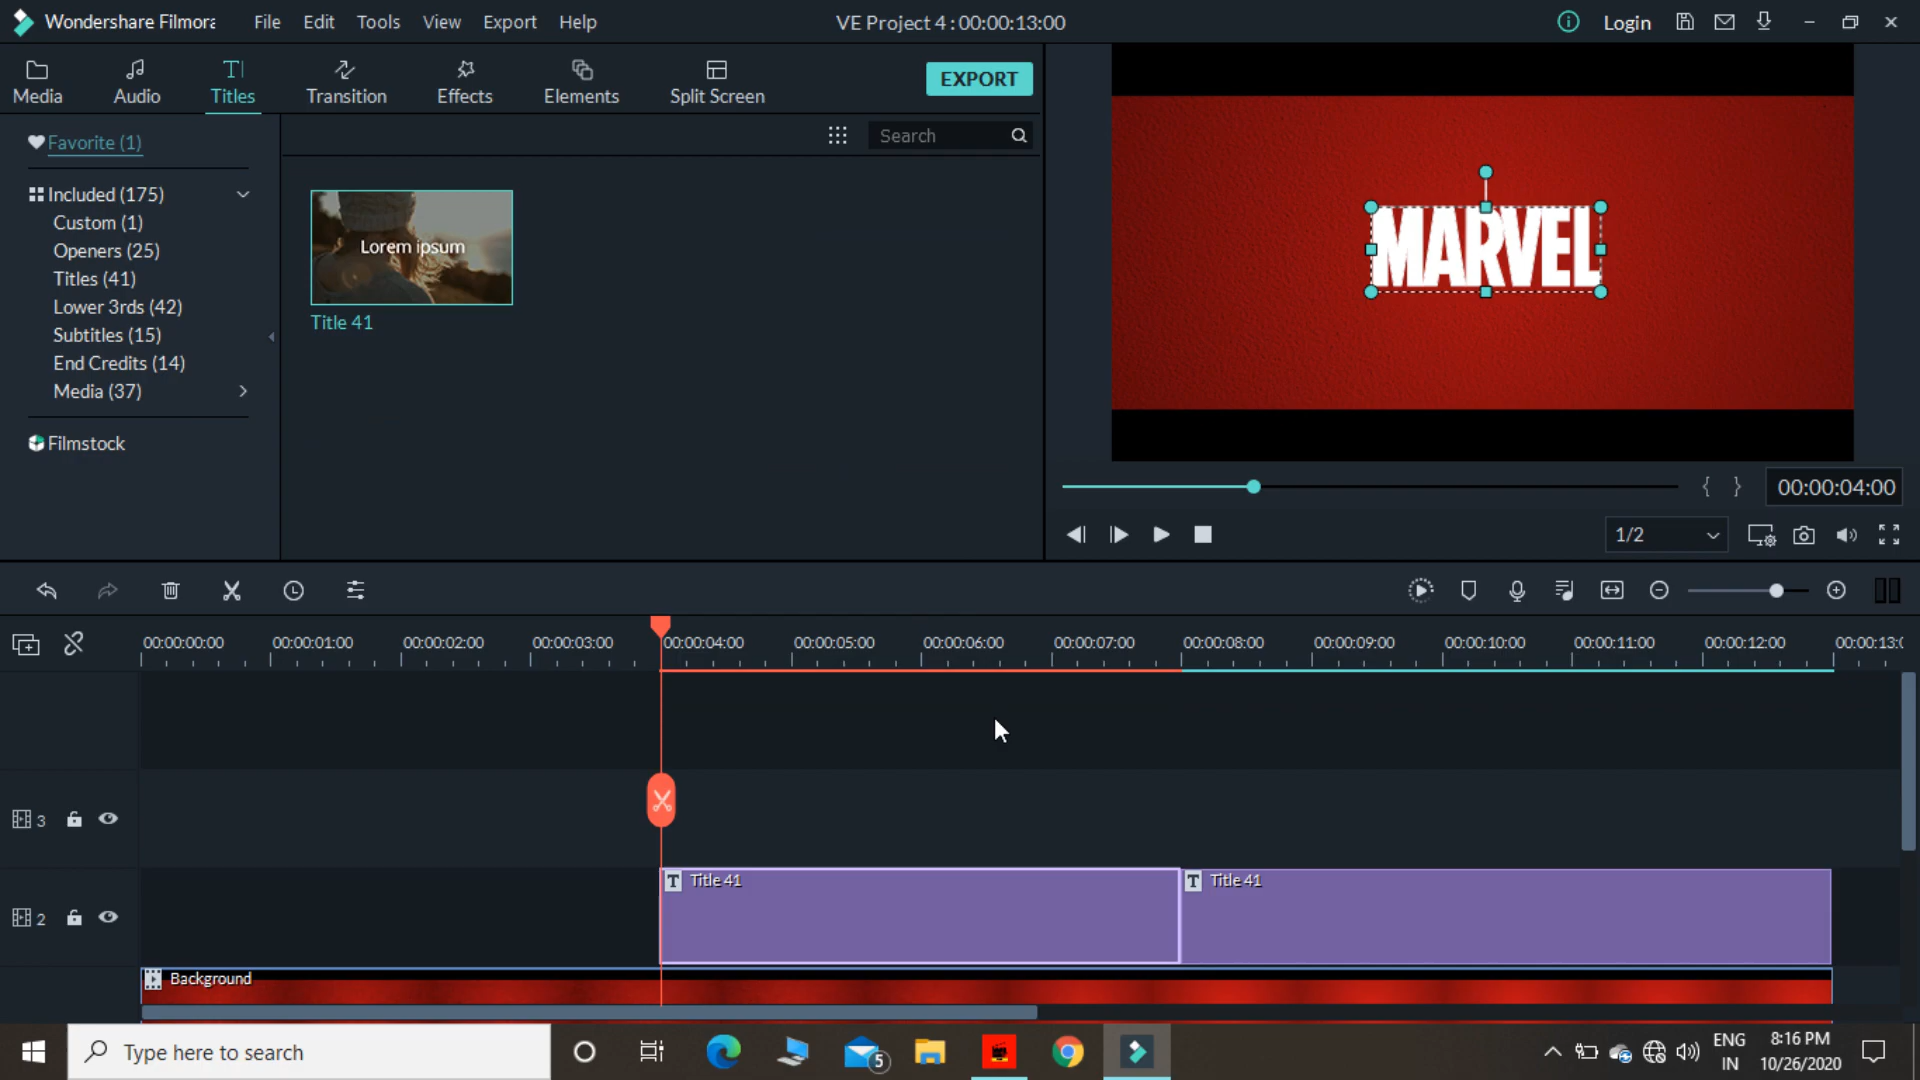 Wondershare Filmora File Edit Tools View Export Help VE Project 4 : 00:00:13:00 Login
Media Audio Titles Transition Effects Elements Split Screen EXPORT
Favorite (1)
Search
Included (175)
Custom (1)
Openers (25)
Titles (41)
Lower 3rds (42)
Subtitles (15)
End Credits (14)
Media (37)
Filmstock
Lorem ipsum
Title 41
MARVEL
{ } 00:00:04:00
1/2
00:00:00:00 00:00:01:00 00:00:02:00 00:00:03:00 00:00:04:00 00:00:05:00 00:00:06:00 00:00:07:00 00:00:08:00 00:00:09:00 00:00:10:00 00:00:11:00 00:00:12:00 00:00:13:0
3
2
T Title 41 T Title 41
Background
Type here to search
5
ENG
IN
8:16 PM
10/26/2020